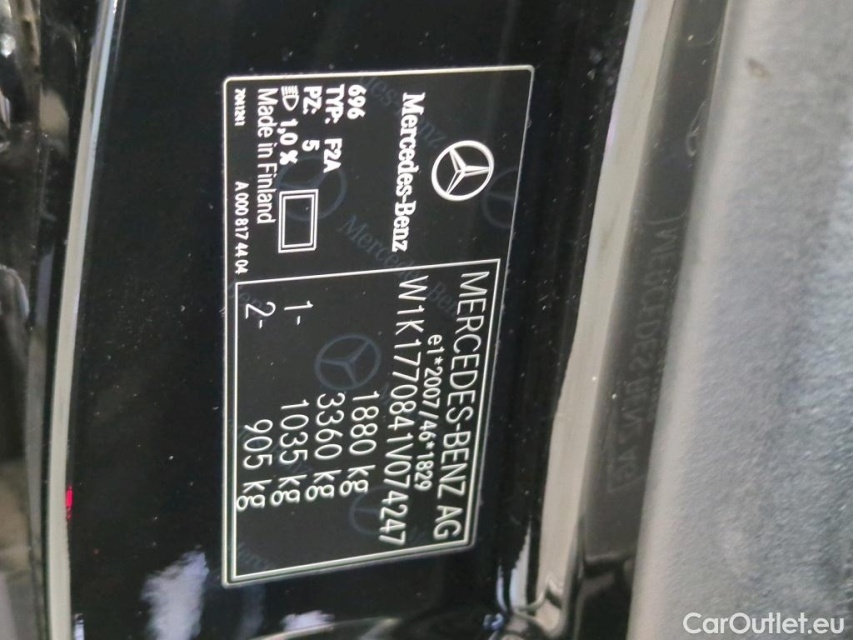 Mercedes-Benz
696
TYP: F2A
PZ: 5
1,0 %
Made in Finland
7041241
A 000 817 44 04
MERCEDES-BENZ AG
e1*2007/46*1829
W1K1770841V074247
1880 kg
3360 kg
1- 1035 kg
2- 905 kg
CarOutlet.eu